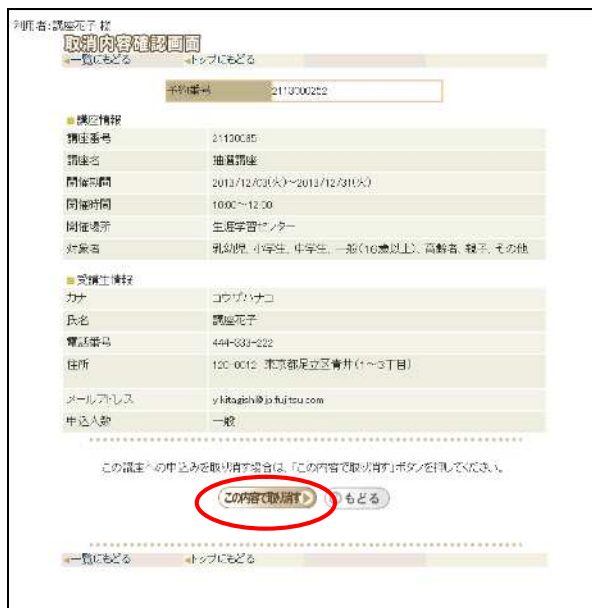 利用者:講座花子 様
取消内容確認画面
一覧にもどる トップにもどる
予約番号 2113000252
講座情報
講座番号 21130085
講座名 抽選講座
開催期間 2013/12/03(火)～2013/12/31(火)
開催時間 10:00～12:00
開催場所 生涯学習センター
対象者 乳幼児、小学生、中学生、一般(16歳以上)、高齢者、親子、その他
受講生情報
カナ コウザハナコ
氏名 講座花子
電話番号 444-333-222
住所 120-0012 東京都足立区青井(1～3丁目)
メールアドレス y.kitagishi@jp.fujitsu.com
申込人数 一般
この講座への申込みを取り消す場合は、「この内容で取り消す」ボタンを押してください。
この内容で取り消す もどる
一覧にもどる トップにもどる